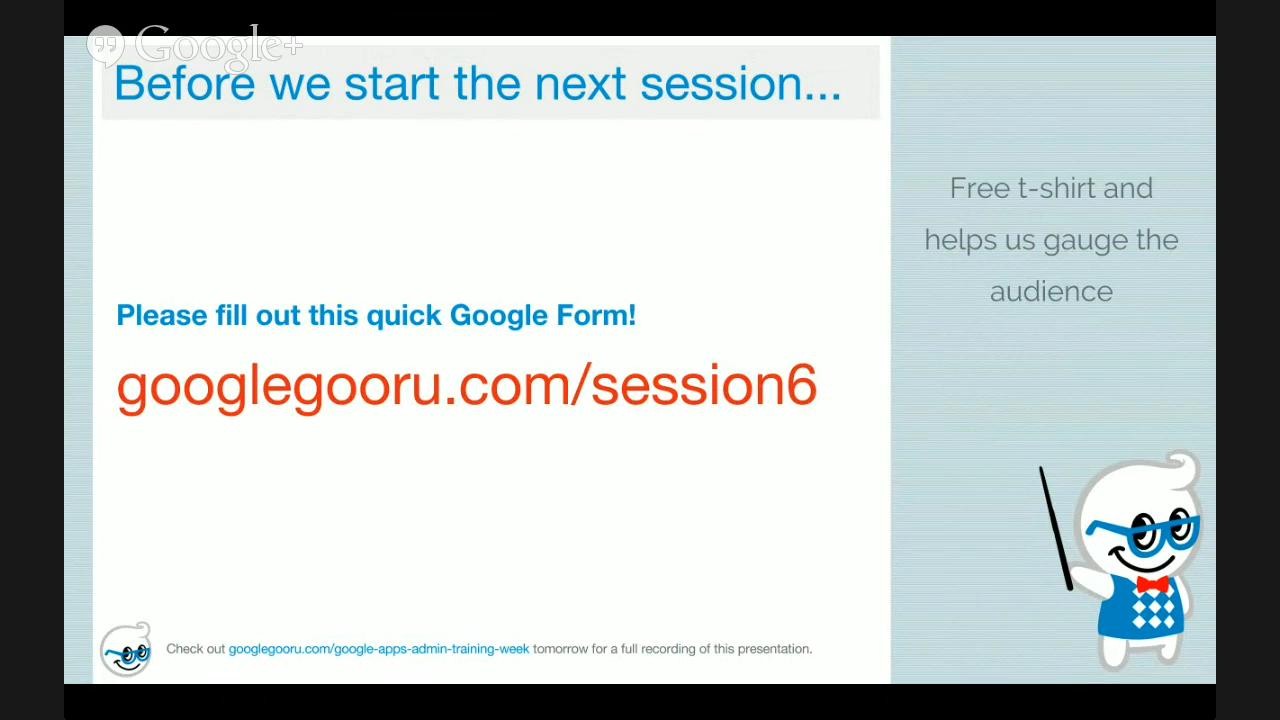 Google+
Before we start the next session...
Free t-shirt and
helps us gauge the
audience
Please fill out this quick Google Form!
googlegooru.com/session6
Check out googlegooru.com/google-apps-admin-training-week tomorrow for a full recording of this presentation.